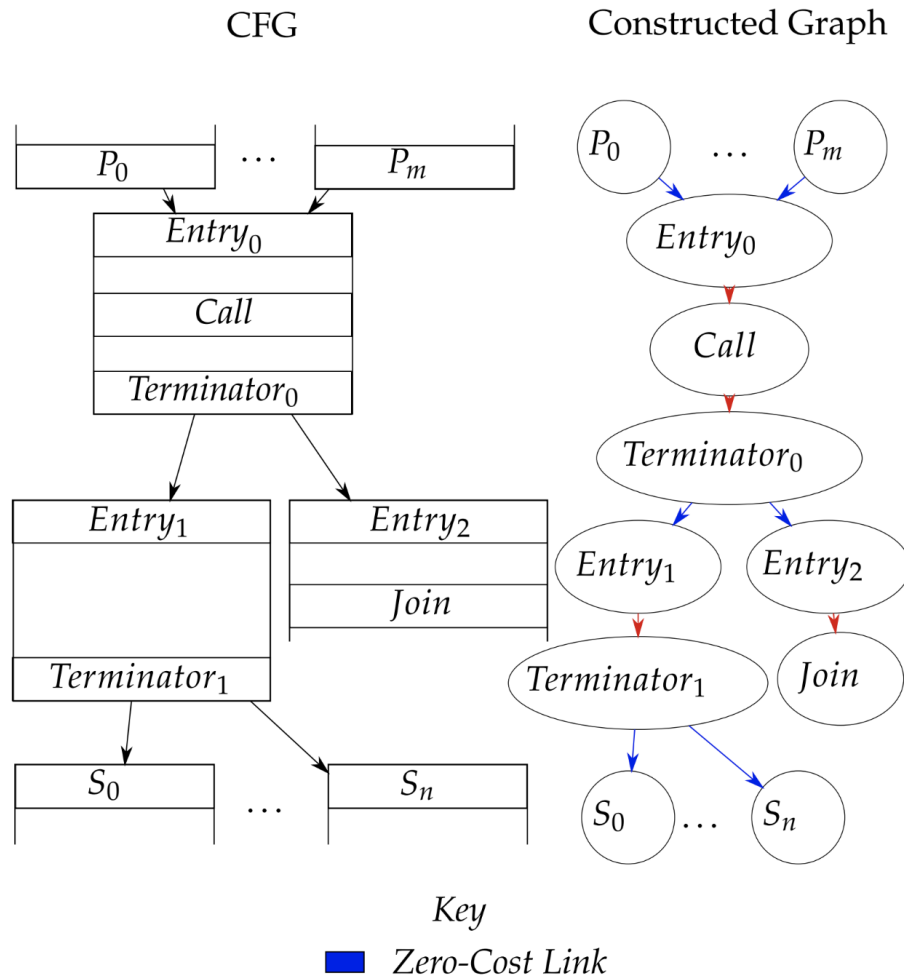 CFG
Constructed Graph
P₀ … Pₘ
Entry₀
Call
Terminator₀
Entry₁ Entry₂
Join
Terminator₁
S₀ … Sₙ
P₀ … Pₘ
Entry₀
Call
Terminator₀
Entry₁ Entry₂
Terminator₁ Join
S₀ … Sₙ
Key
Zero-Cost Link